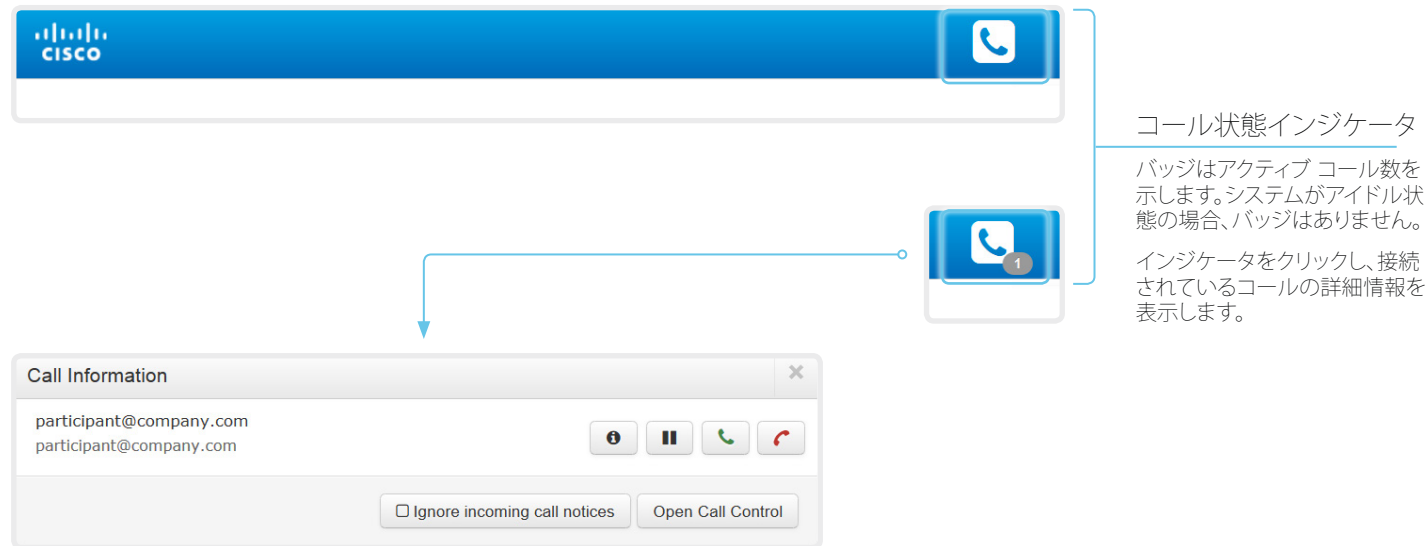 CISCO
コール状態インジケータ
バッジはアクティブ コール数を
示します。システムがアイドル状
態の場合、バッジはありません。
インジケータをクリックし、接続
されているコールの詳細情報を
表示します。
1
Call Information
participant@company.com
participant@company.com
Ignore incoming call notices
Open Call Control